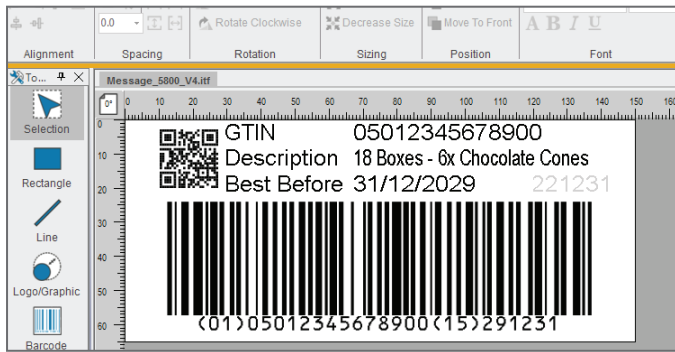 0.0
Rotate Clockwise
Decrease Size
Move To Front
A B I U
Alignment Spacing Rotation Sizing Position Font
To...
Message_5800_V4.itf
Selection
Rectangle
Line
Logo/Graphic
Barcode
0°
0 10 20 30 40 50 60 70 80 90 100 110 120 130 140 150 160
0
10
20
30
40
50
60
GTIN 05012345678900
Description 18 Boxes - 6x Chocolate Cones
Best Before 31/12/2029 221231
(01)05012345678900(15)291231